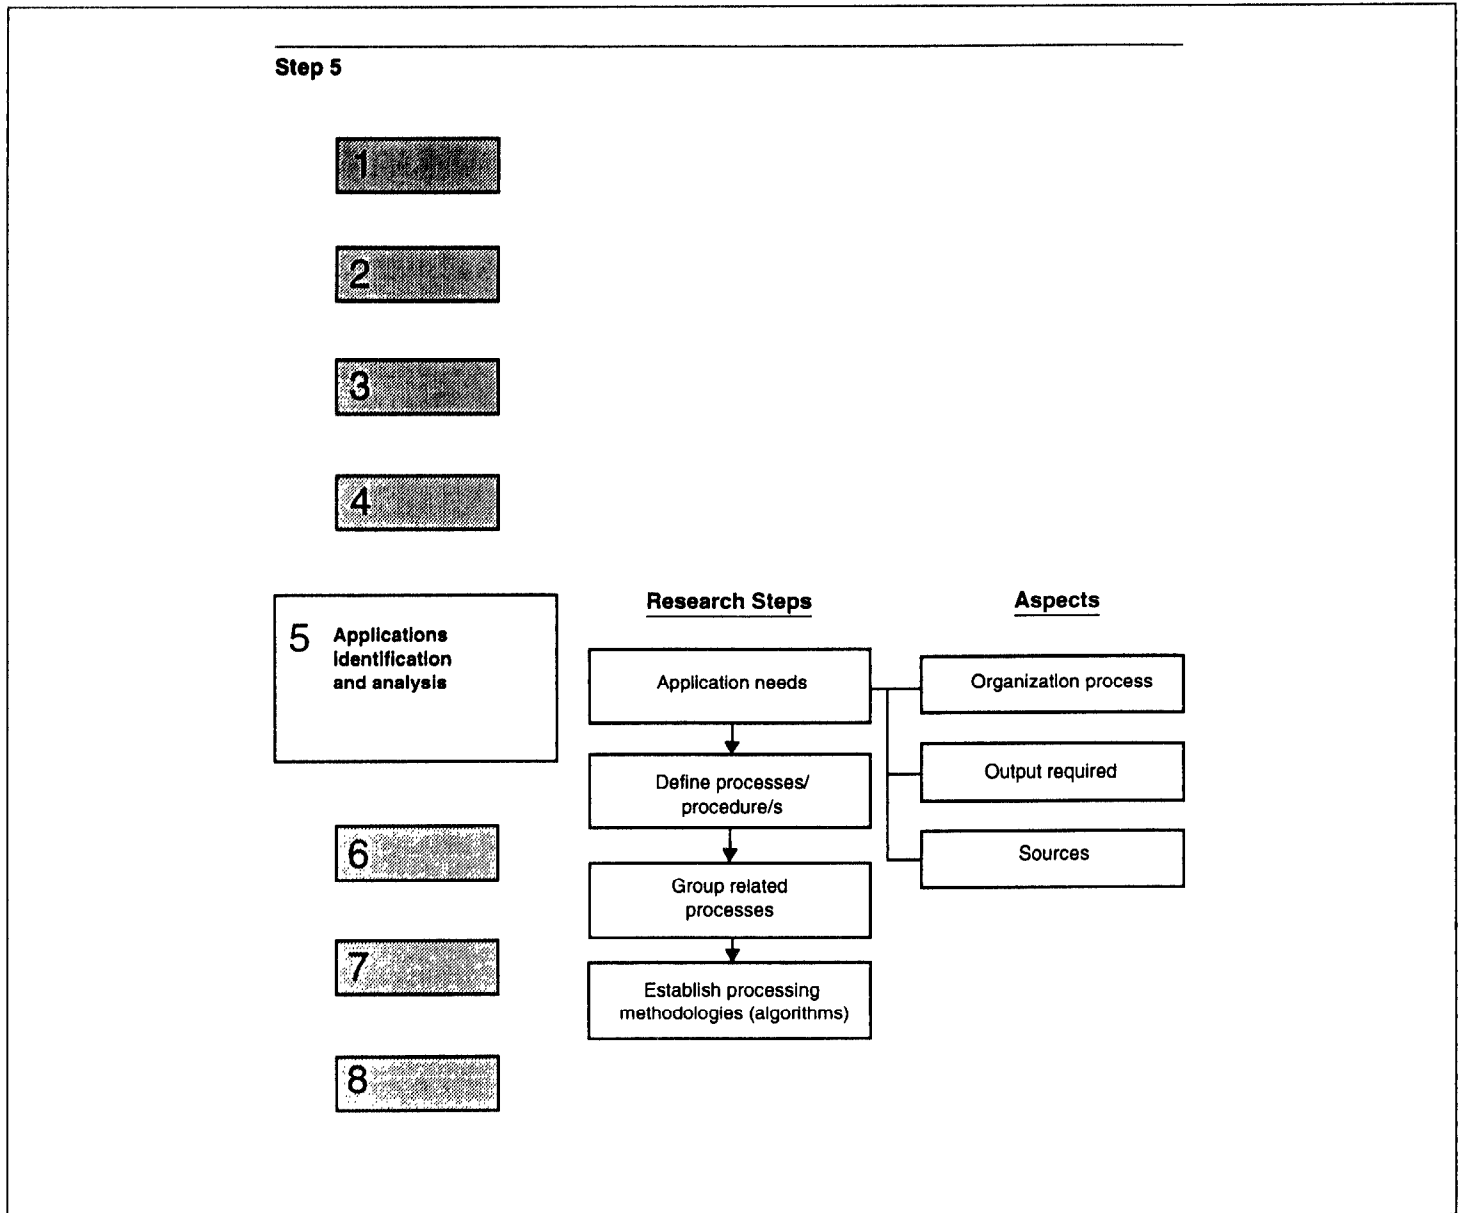 Step 5
1
2
3
4
5 Applications
identification
and analysis
Research Steps
Application needs
Define processes/
procedure/s
Group related
processes
Establish processing
methodologies (algorithms)
Aspects
Organization process
Output required
Sources
6
7
8